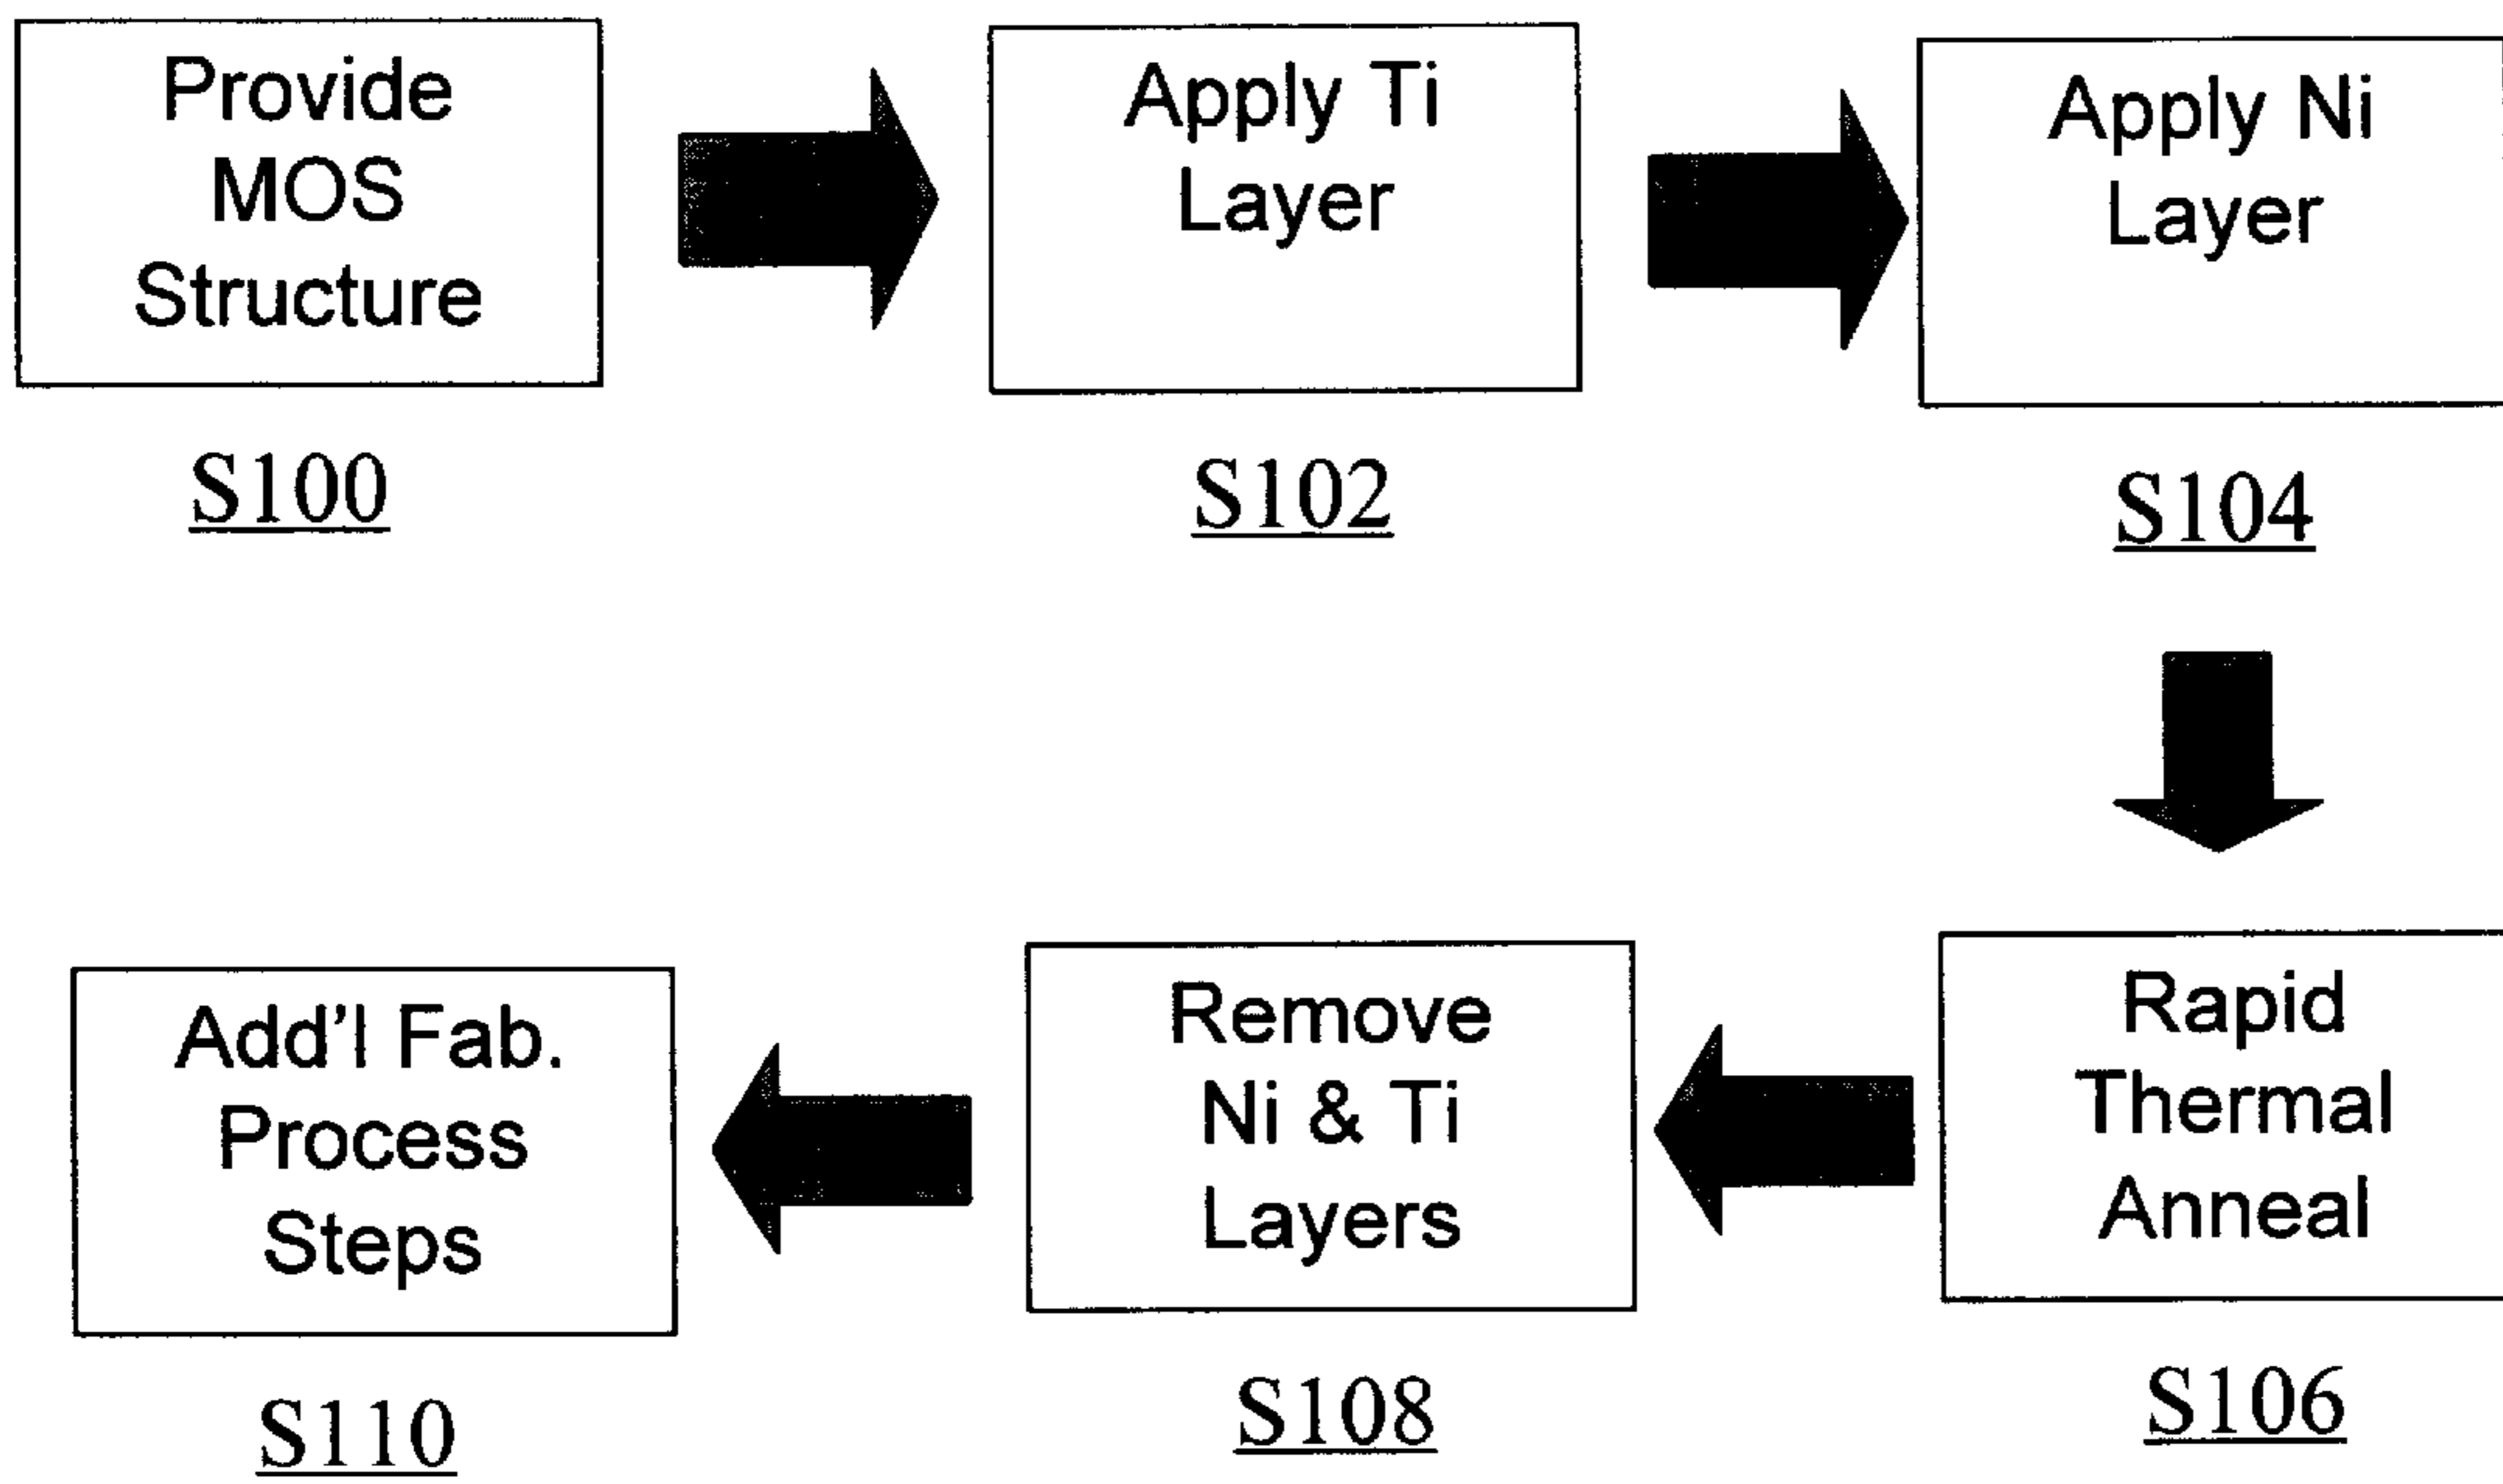 Provide
MOS
Structure
S100
Apply Ti
Layer
S102
Apply Ni
Layer
S104
Rapid
Thermal
Anneal
S106
Remove
Ni & Ti
Layers
S108
Add'l Fab.
Process
Steps
S110